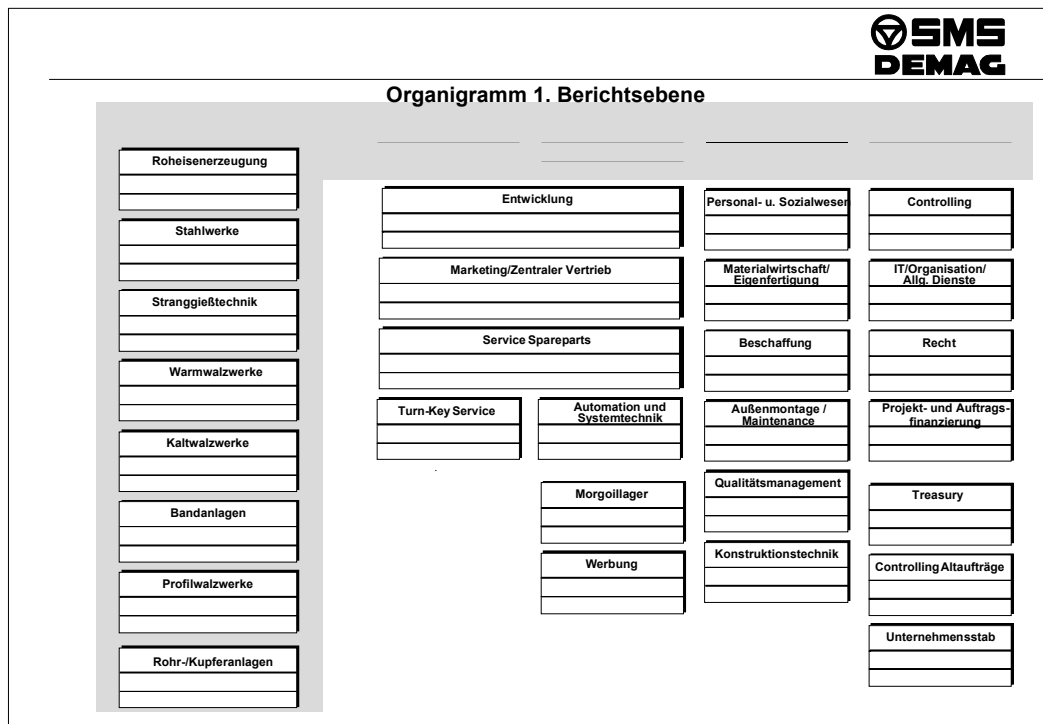 SMS
DEMAG
Organigramm 1. Berichtsebene
Roheisenerzeugung
Stahlwerke
Stranggießtechnik
Warmwalzwerke
Kaltwalzwerke
Bandanlagen
Profilwalzwerke
Rohr-/Kupferanlagen
Entwicklung
Marketing/Zentraler Vertrieb
Service Spareparts
Turn-Key Service
Automation und
Systemtechnik
Morgoillager
Werbung
Personal- u. Sozialwesen
Materialwirtschaft/
Eigenfertigung
Beschaffung
Außenmontage /
Maintenance
Qualitätsmanagement
Konstruktionstechnik
Controlling
IT/Organisation/
Allg. Dienste
Recht
Projekt- und Auftrags-
finanzierung
Treasury
Controlling Altaufträge
Unternehmensstab